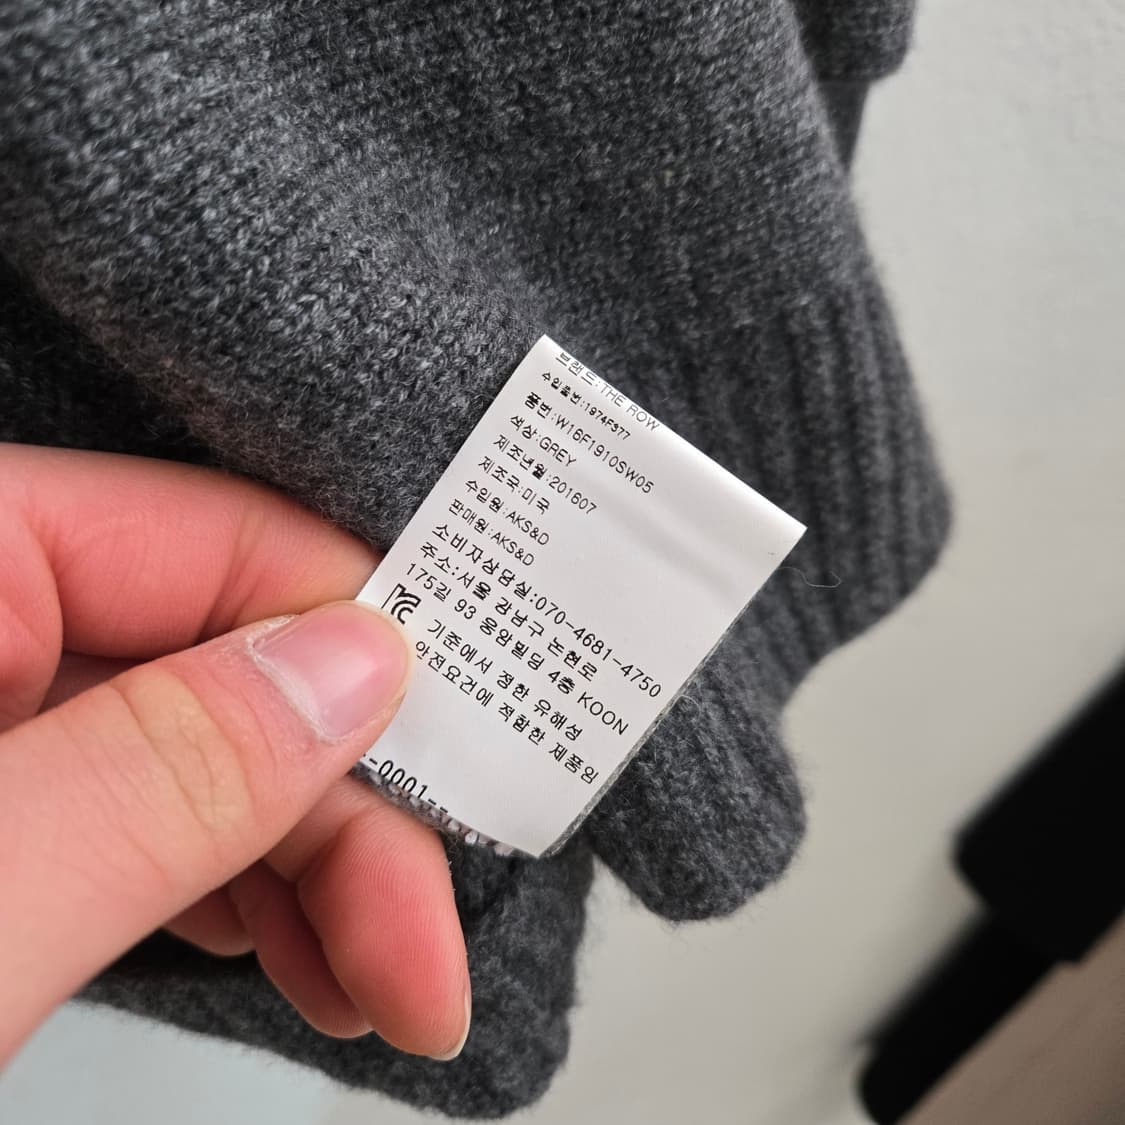 브랜드:THE ROW
수입품번:1974F377
품번:W16F1910SW05
색상:GREY
제조년월:201607
제조국:미국
수입원:AKS&D
판매원:AKS&D
소비자상담실:070-4681-4750
주소:서울 강남구 논현로
175길 93 웅암빌딩 4층 KOON
기준에서 정한 유해성
안전요건에 적합한 제품임
-0001--